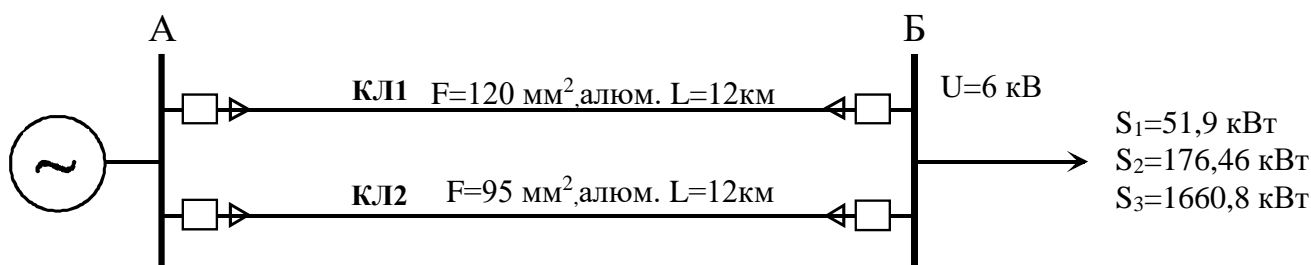 А
Б
КЛ1 F=120 мм²,алюм. L=12км
U=6 кВ
S₁=51,9 кВт
S₂=176,46 кВт
S₃=1660,8 кВт
~
КЛ2 F=95 мм²,алюм. L=12км